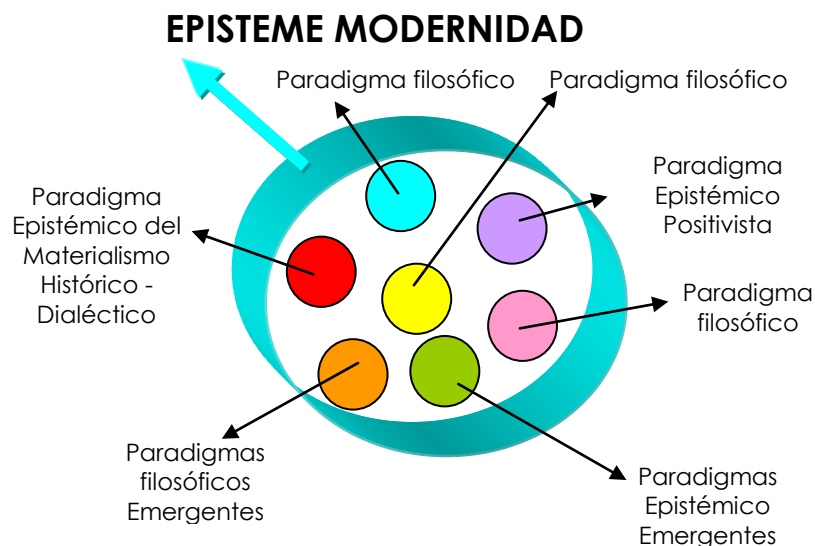 EPISTEME MODERNIDAD
Paradigma filosófico
Paradigma filosófico
Paradigma
Epistémico
Positivista
Paradigma
Epistémico del
Materialismo
Histórico -
Dialéctico
Paradigma
filosófico
Paradigmas
filosóficos
Emergentes
Paradigmas
Epistémico
Emergentes